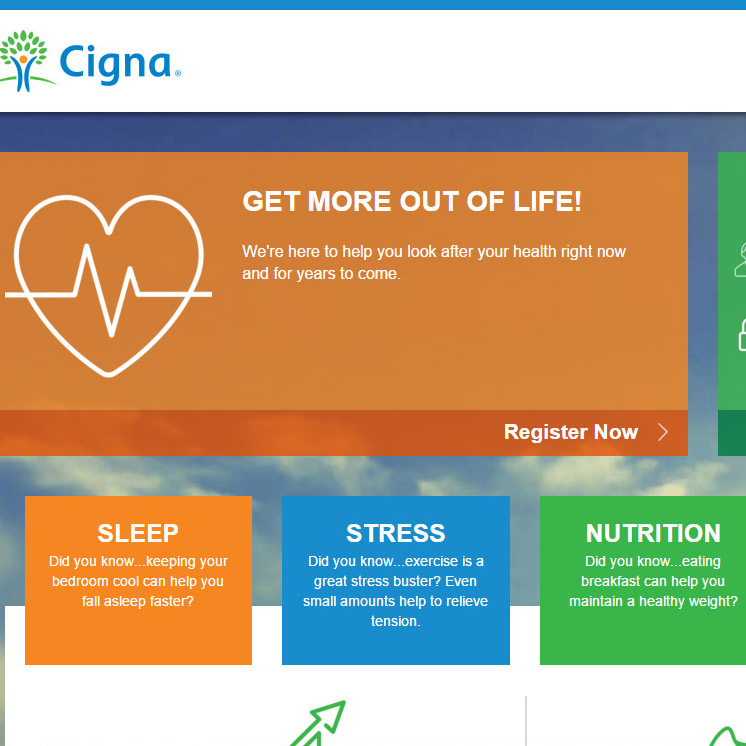 Cigna®
GET MORE OUT OF LIFE!
We're here to help you look after your health right now
and for years to come.
Register Now
SLEEP
Did you know...keeping your
bedroom cool can help you
fall asleep faster?
STRESS
Did you know...exercise is a
great stress buster? Even
small amounts help to relieve
tension.
NUTRITION
Did you know...eating
breakfast can help you
maintain a healthy weight?